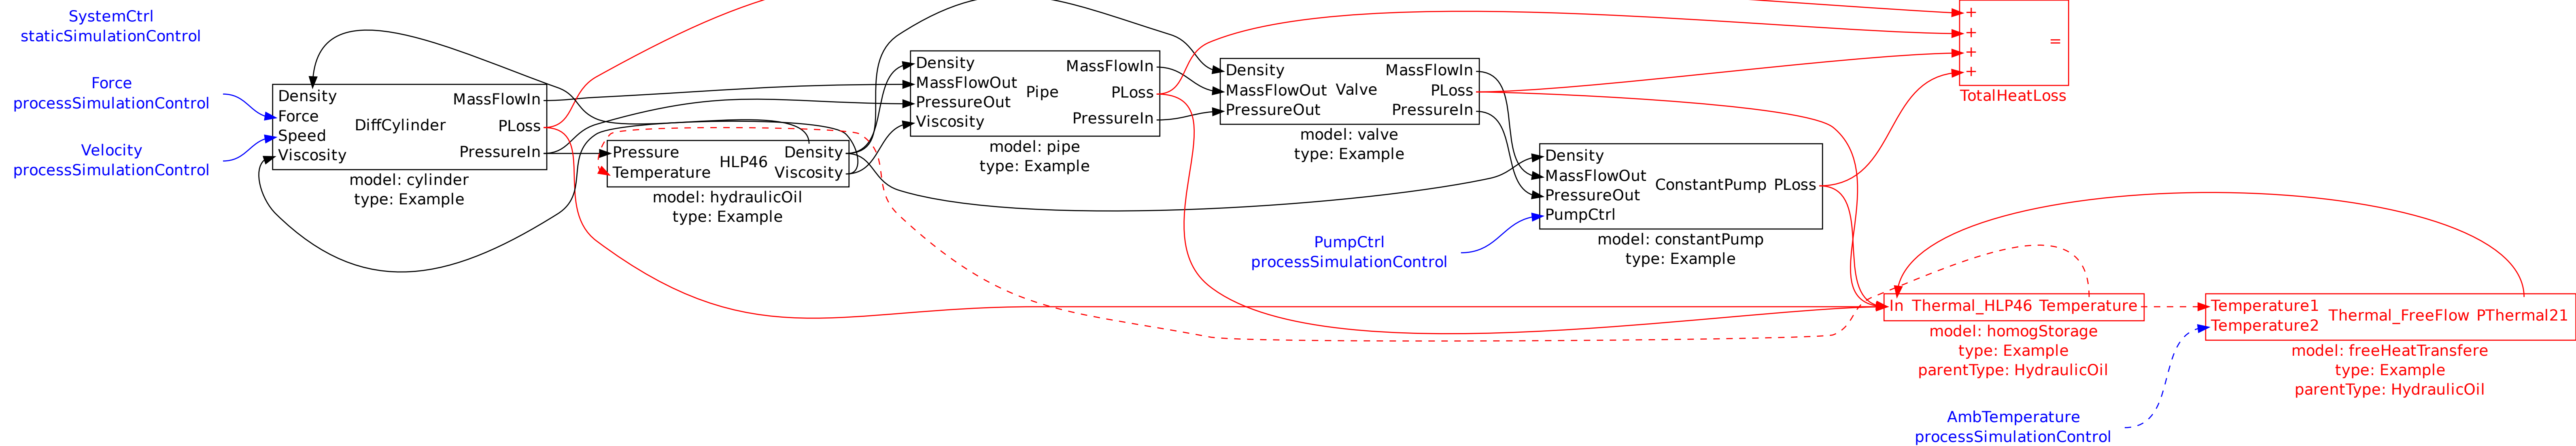 SystemCtrl
staticSimulationControl
Force
processSimulationControl
Velocity
processSimulationControl
Density
Force
Speed
Viscosity
DiffCylinder
MassFlowIn
PLoss
PressureIn
model: cylinder
type: Example
Pressure
Temperature
HLP46
Density
Viscosity
model: hydraulicOil
type: Example
Density
MassFlowOut
PressureOut
Viscosity
Pipe
MassFlowIn
PLoss
PressureIn
model: pipe
type: Example
Density
MassFlowOut
PressureOut
Valve
MassFlowIn
PLoss
PressureIn
model: valve
type: Example
PumpCtrl
processSimulationControl
Density
MassFlowOut
PressureOut
PumpCtrl
ConstantPump
PLoss
model: constantPump
type: Example
+
+
+
+
=
TotalHeatLoss
In
Thermal_HLP46
Temperature
model: homogStorage
type: Example
parentType: HydraulicOil
AmbTemperature
processSimulationControl
Temperature1
Temperature2
Thermal_FreeFlow
PThermal21
model: freeHeatTransfere
type: Example
parentType: HydraulicOil